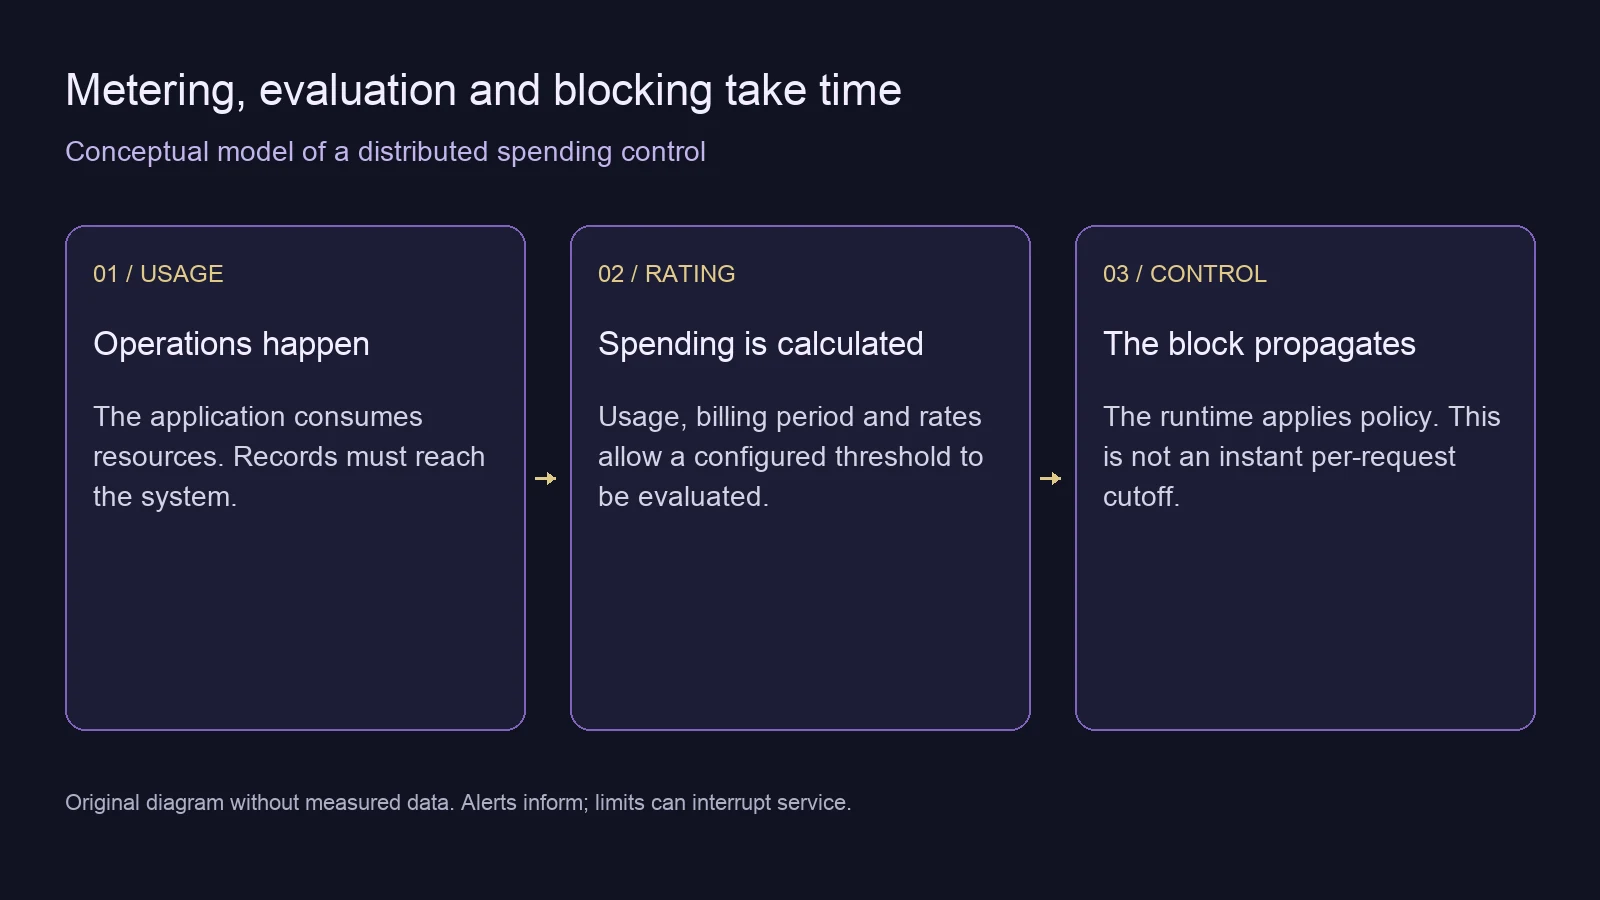 Metering, evaluation and blocking take time
Conceptual model of a distributed spending control
01 / USAGE
Operations happen
The application consumes
resources. Records must reach
the system.
02 / RATING
Spending is calculated
Usage, billing period and rates
allow a configured threshold to
be evaluated.
03 / CONTROL
The block propagates
The runtime applies policy. This
is not an instant per-request
cutoff.
Original diagram without measured data. Alerts inform; limits can interrupt service.